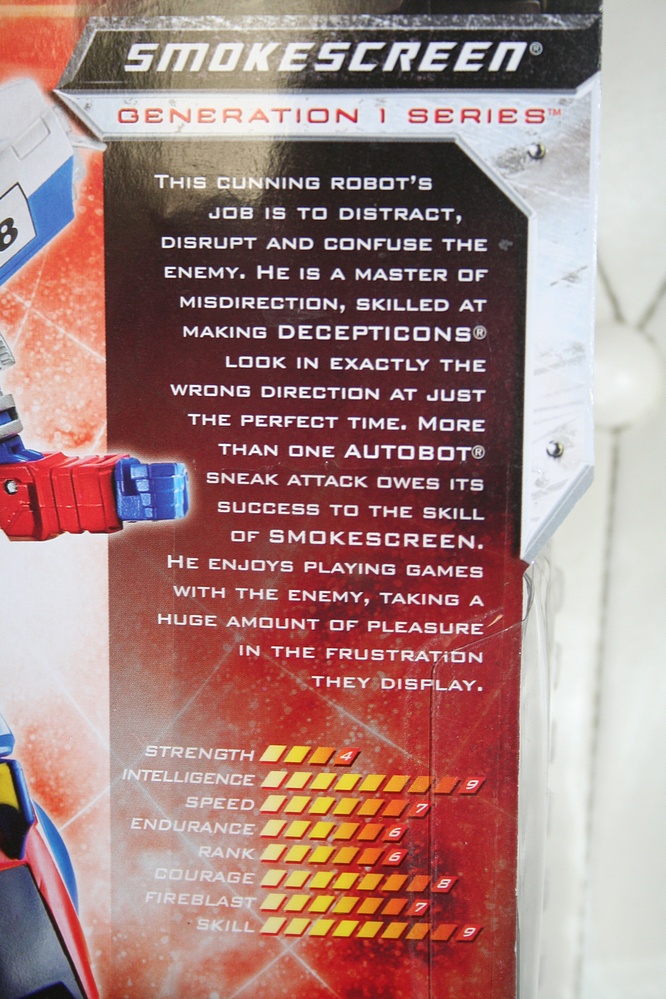 SMOKESCREEN®
GENERATION 1 SERIES™
8
THIS CUNNING ROBOT'S
JOB IS TO DISTRACT,
DISRUPT AND CONFUSE THE
ENEMY. HE IS A MASTER OF
MISDIRECTION, SKILLED AT
MAKING DECEPTICONS®
LOOK IN EXACTLY THE
WRONG DIRECTION AT JUST
THE PERFECT TIME. MORE
THAN ONE AUTOBOT®
SNEAK ATTACK OWES ITS
SUCCESS TO THE SKILL
OF SMOKESCREEN.
HE ENJOYS PLAYING GAMES
WITH THE ENEMY, TAKING A
HUGE AMOUNT OF PLEASURE
IN THE FRUSTRATION
THEY DISPLAY.
STRENGTH 4
INTELLIGENCE 9
SPEED 7
ENDURANCE 6
RANK 6
COURAGE 8
FIREBLAST 7
SKILL 9